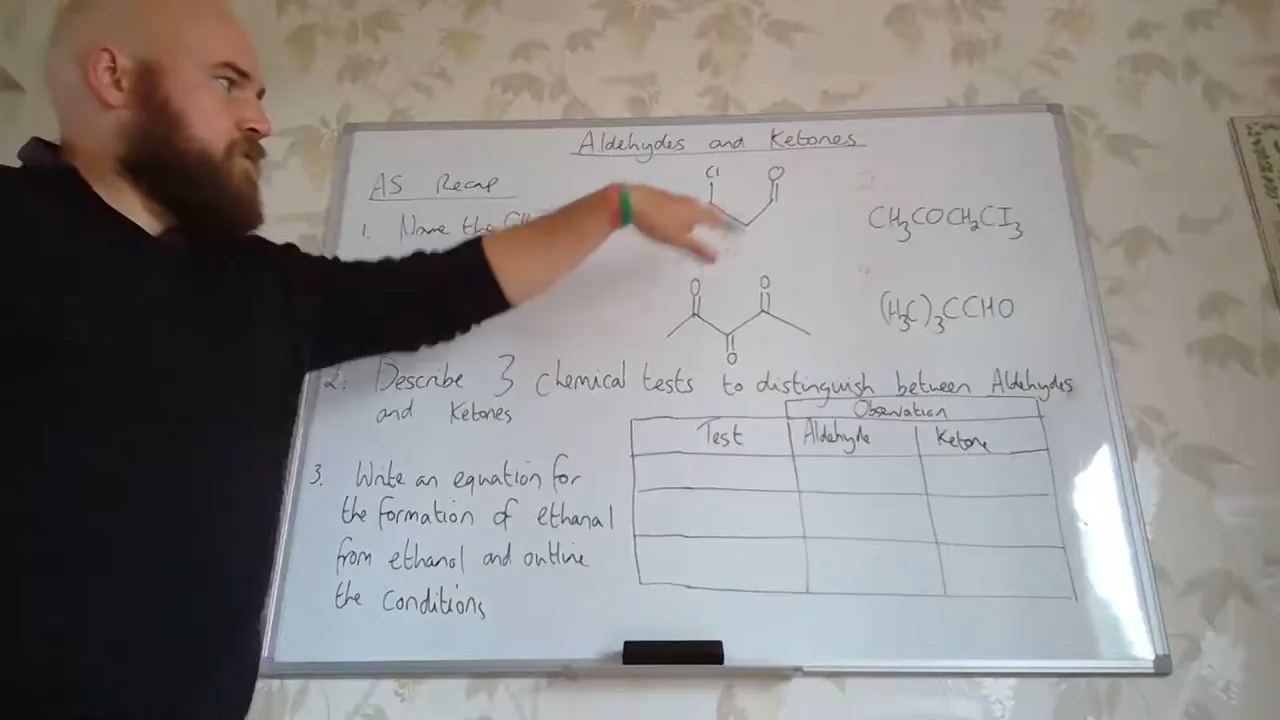 Aldehydes and Ketones
AS Recap
1. Name the
Cl
O
CH3COCH2CI3
O
O
O
(H3C)3CCHO
2. Describe 3 chemical tests to distinguish between Aldehydes
and Ketones
Observation
Test Aldehyde Ketone
3. Write an equation for
the formation of ethanal
from ethanol and outline
the conditions